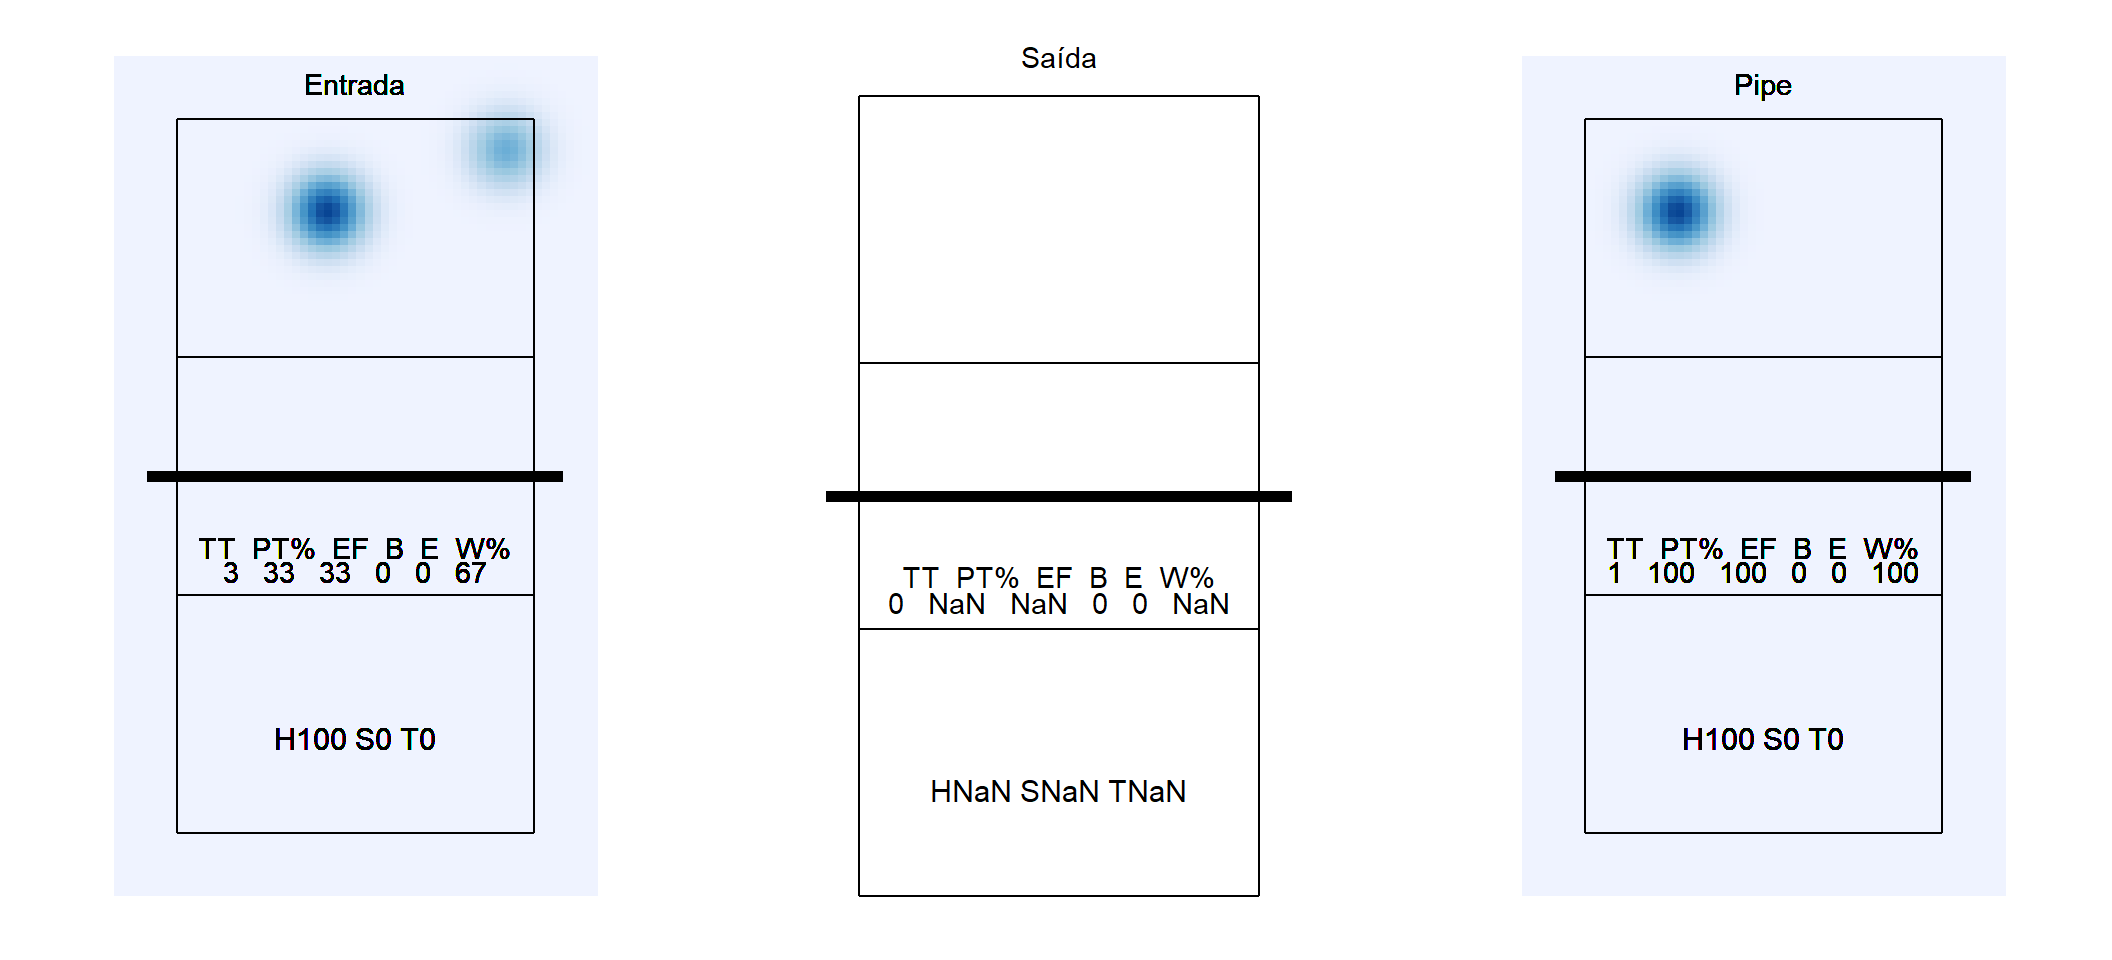 Entrada
TT PT% EF B E W%
3 33 33 0 0 67
H100 S0 T0
Saída
TT PT% EF B E W%
0 NaN NaN 0 0 NaN
HNaN SNaN TNaN
Pipe
TT PT% EF B E W%
1 100 100 0 0 100
H100 S0 T0